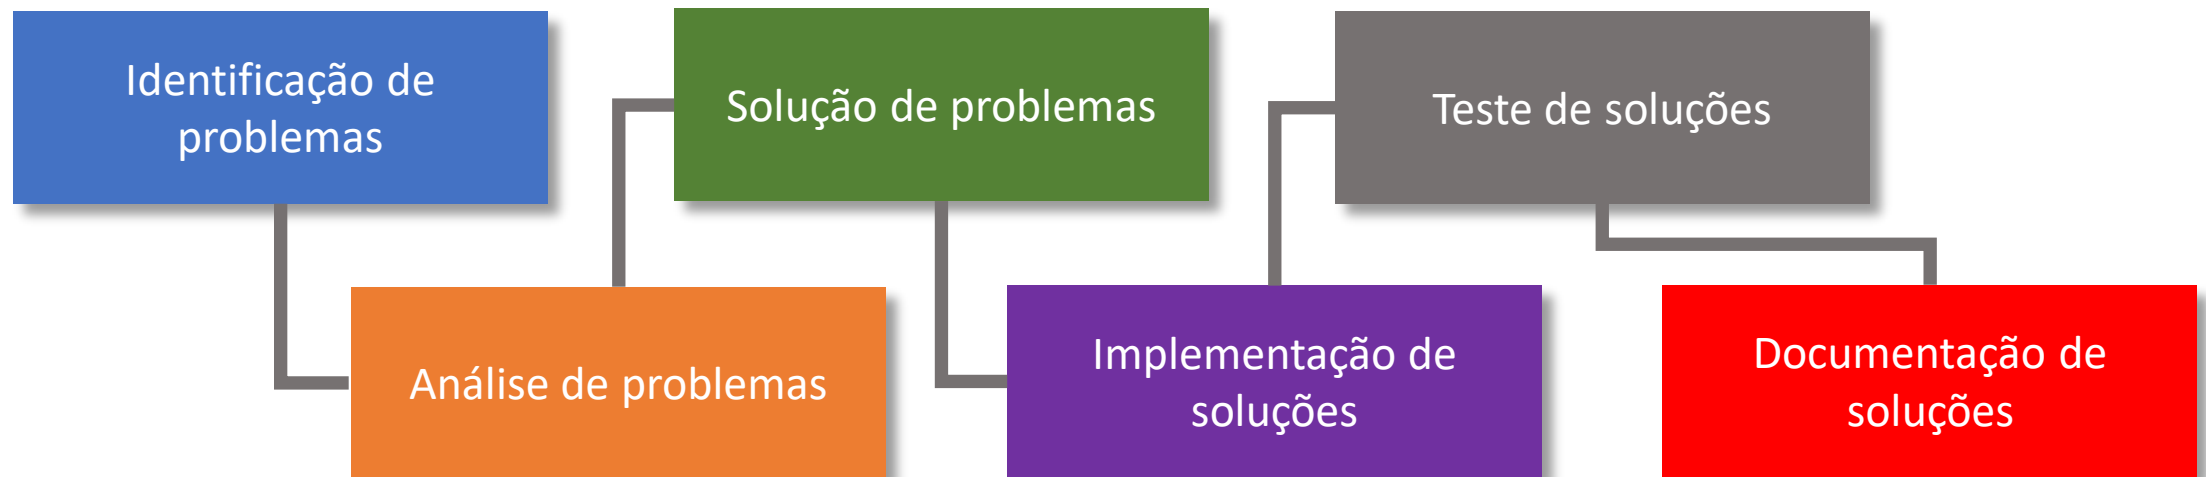 Identificação de
problemas
Análise de problemas
Solução de problemas
Implementação de
soluções
Teste de soluções
Documentação de
soluções